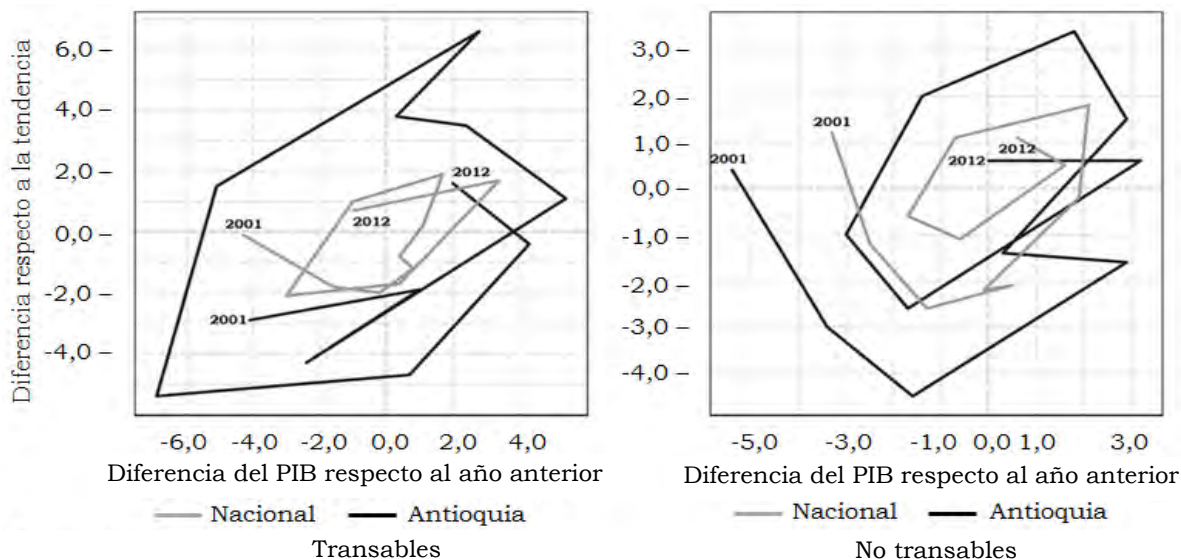 Diferencia respecto a la tendencia
6,0 –
4,0 –
2,0 –
0,0 –
-2,0 –
-4,0 –
2001
2012
2012
2001
-6,0 -2,0 0,0 2,0 4,0
Diferencia del PIB respecto al año anterior
Nacional Antioquia
Transables
3,0 –
2,0 –
1,0 –
0,0 –
-1,0 –
-2,0 –
-3,0 –
-4,0 –
2001
2001
2012
2012
-5,0 -3,0 -1,0 0,0 1,0 3,0
Diferencia del PIB respecto al año anterior
Nacional Antioquia
No transables